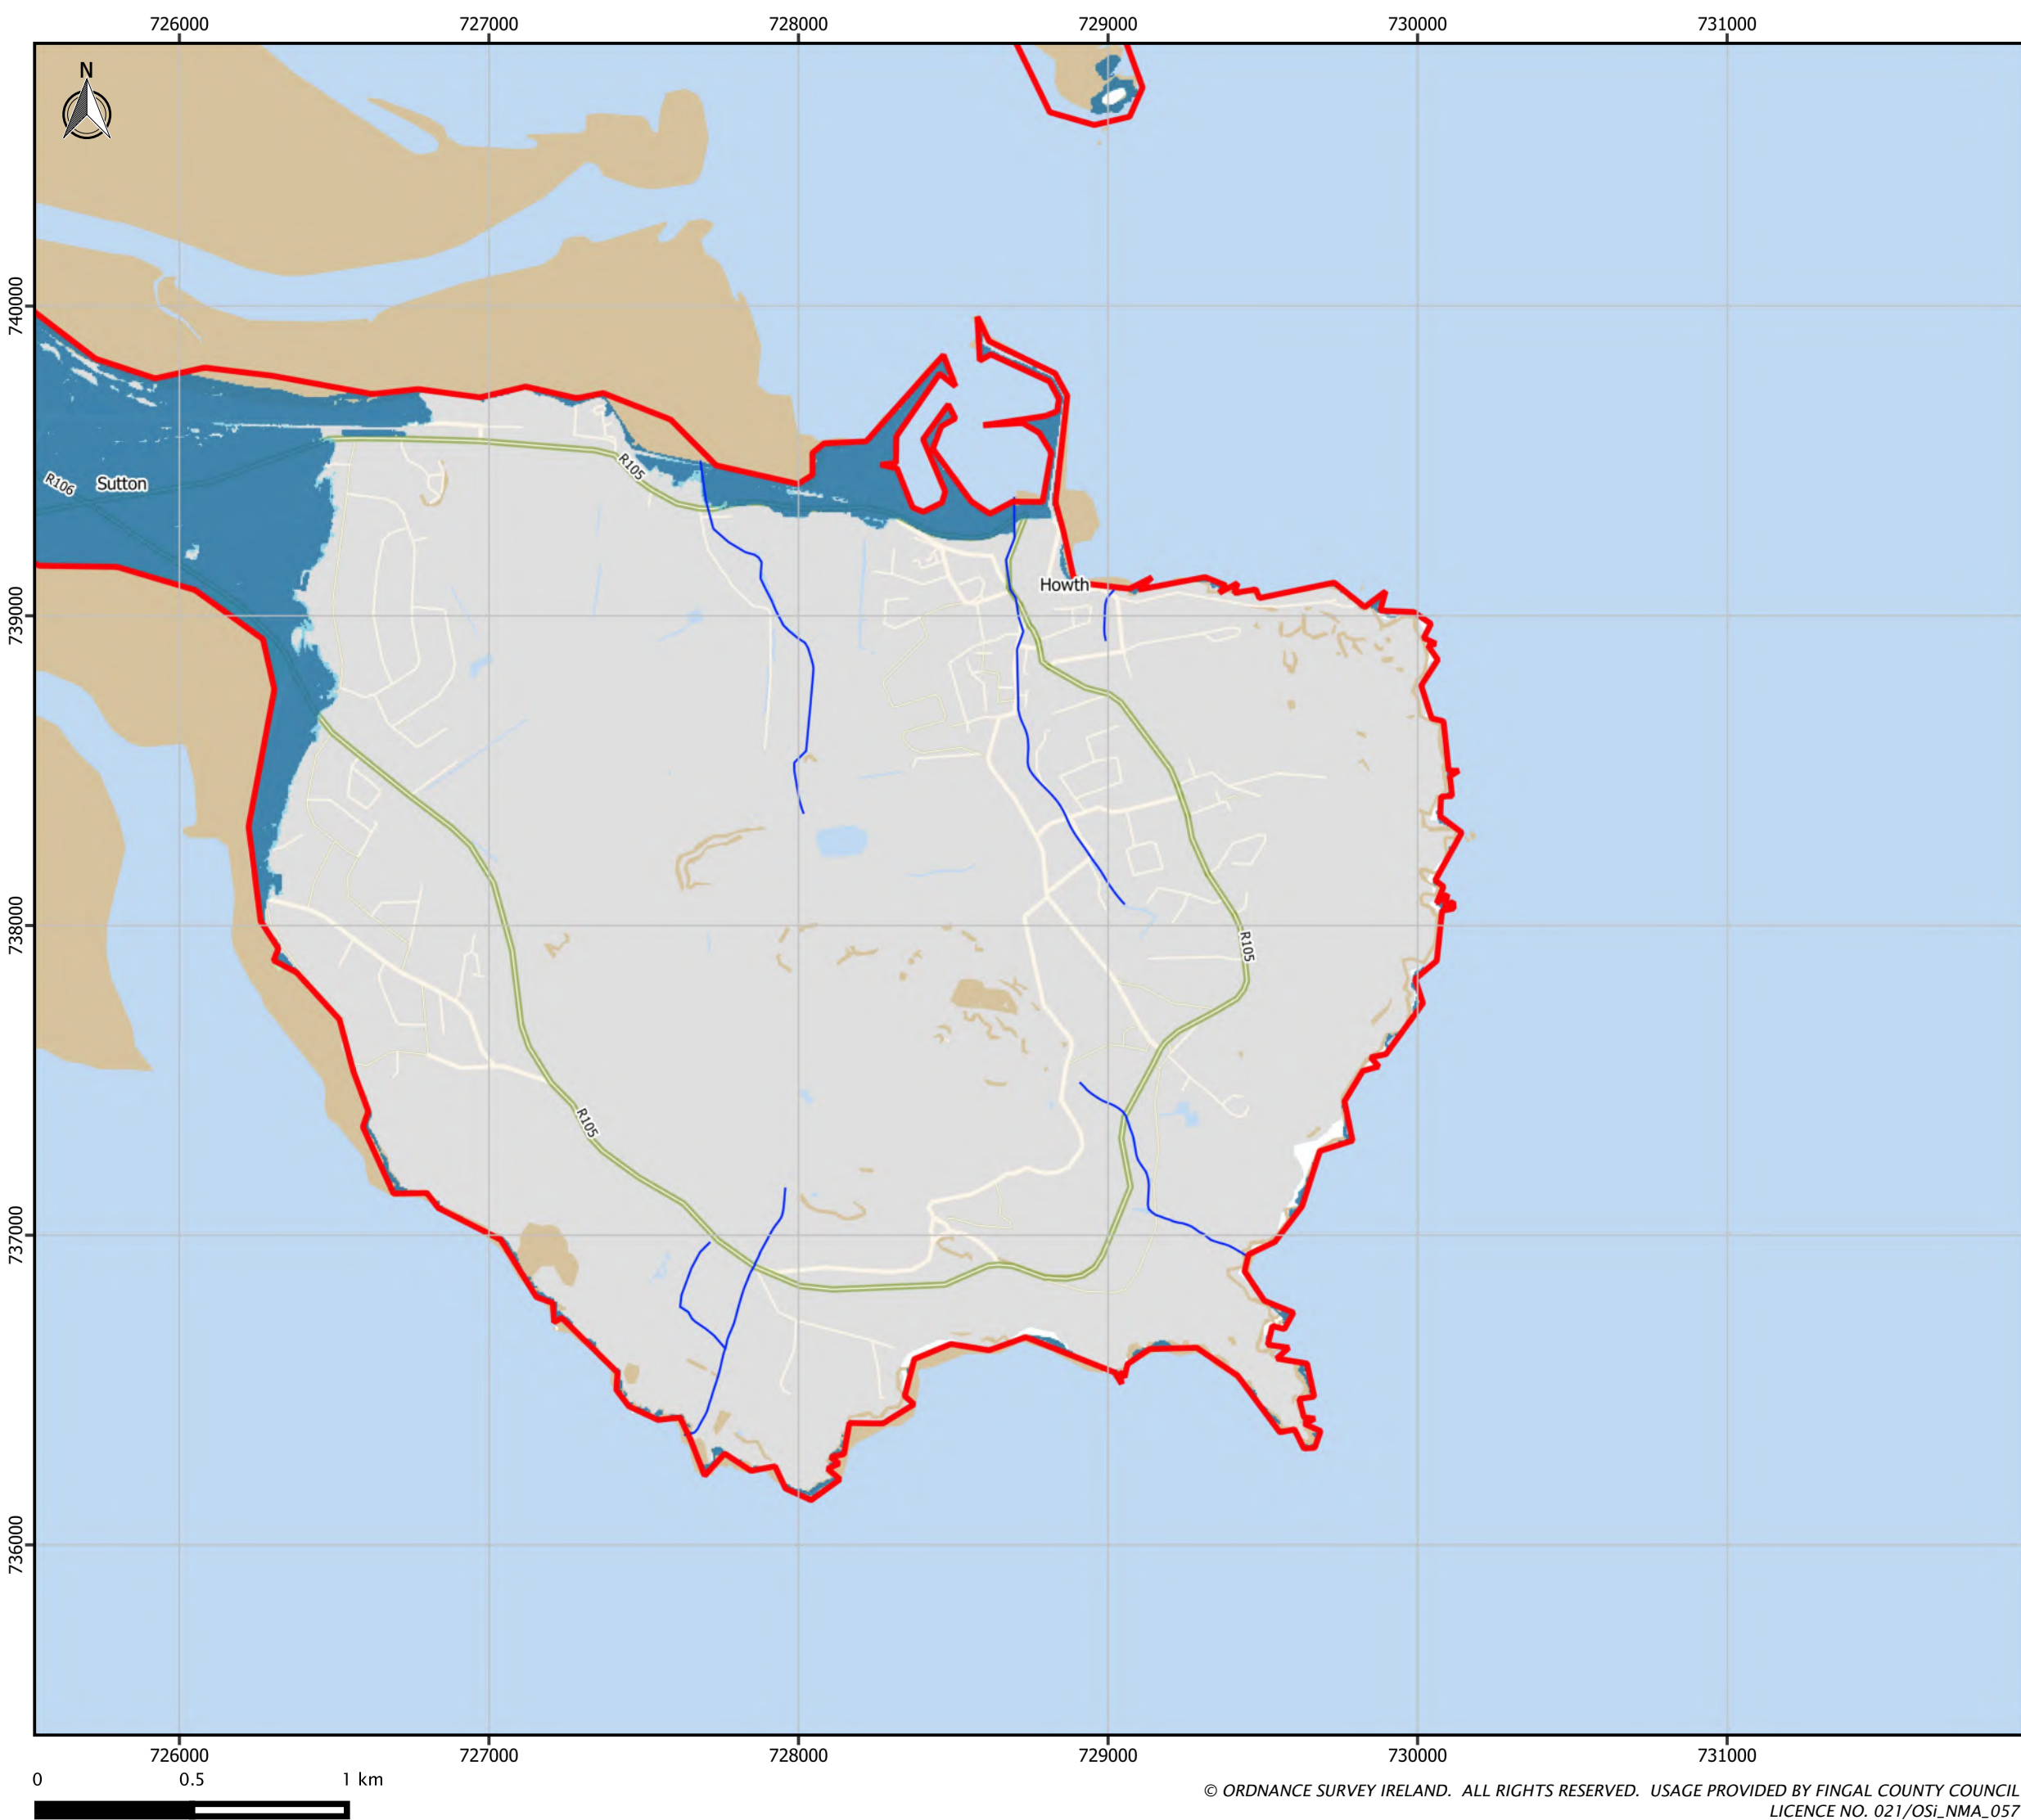 726000 727000 728000 729000 730000 731000
N
740000
R105
R106
Sutton
Howth
739000
738000
R105
R105
737000
736000
726000 727000 728000 729000 730000 731000
0 0.5 1 km
© ORDNANCE SURVEY IRELAND. ALL RIGHTS RESERVED. USAGE PROVIDED BY FINGAL COUNTY COUNCIL
LICENCE NO. 021/OSi_NMA_057